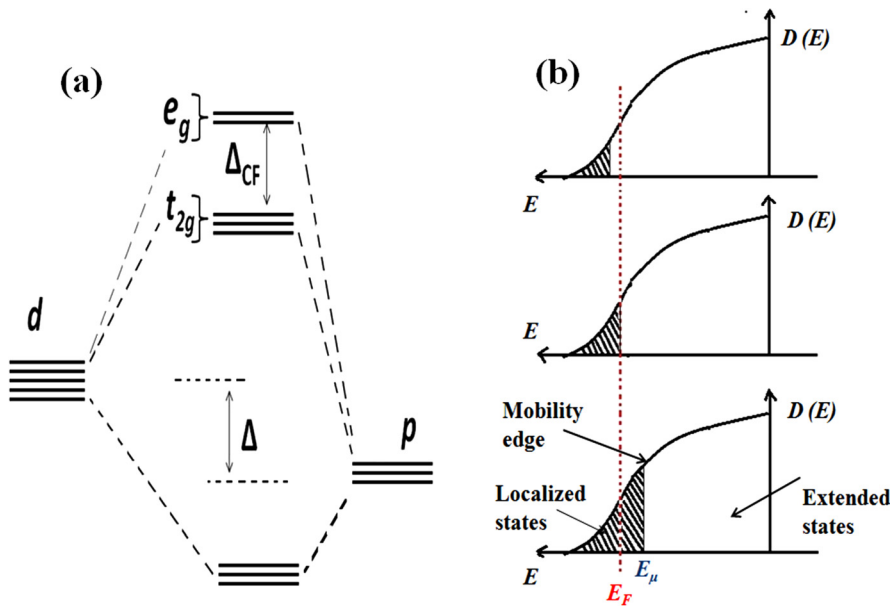 (a)
e_g
Δ_CF
t_2g
d
Δ
p
(b)
D (E)
E
D (E)
E
D (E)
Mobility
edge
Localized
states
Extended
states
E
E_μ
E_F